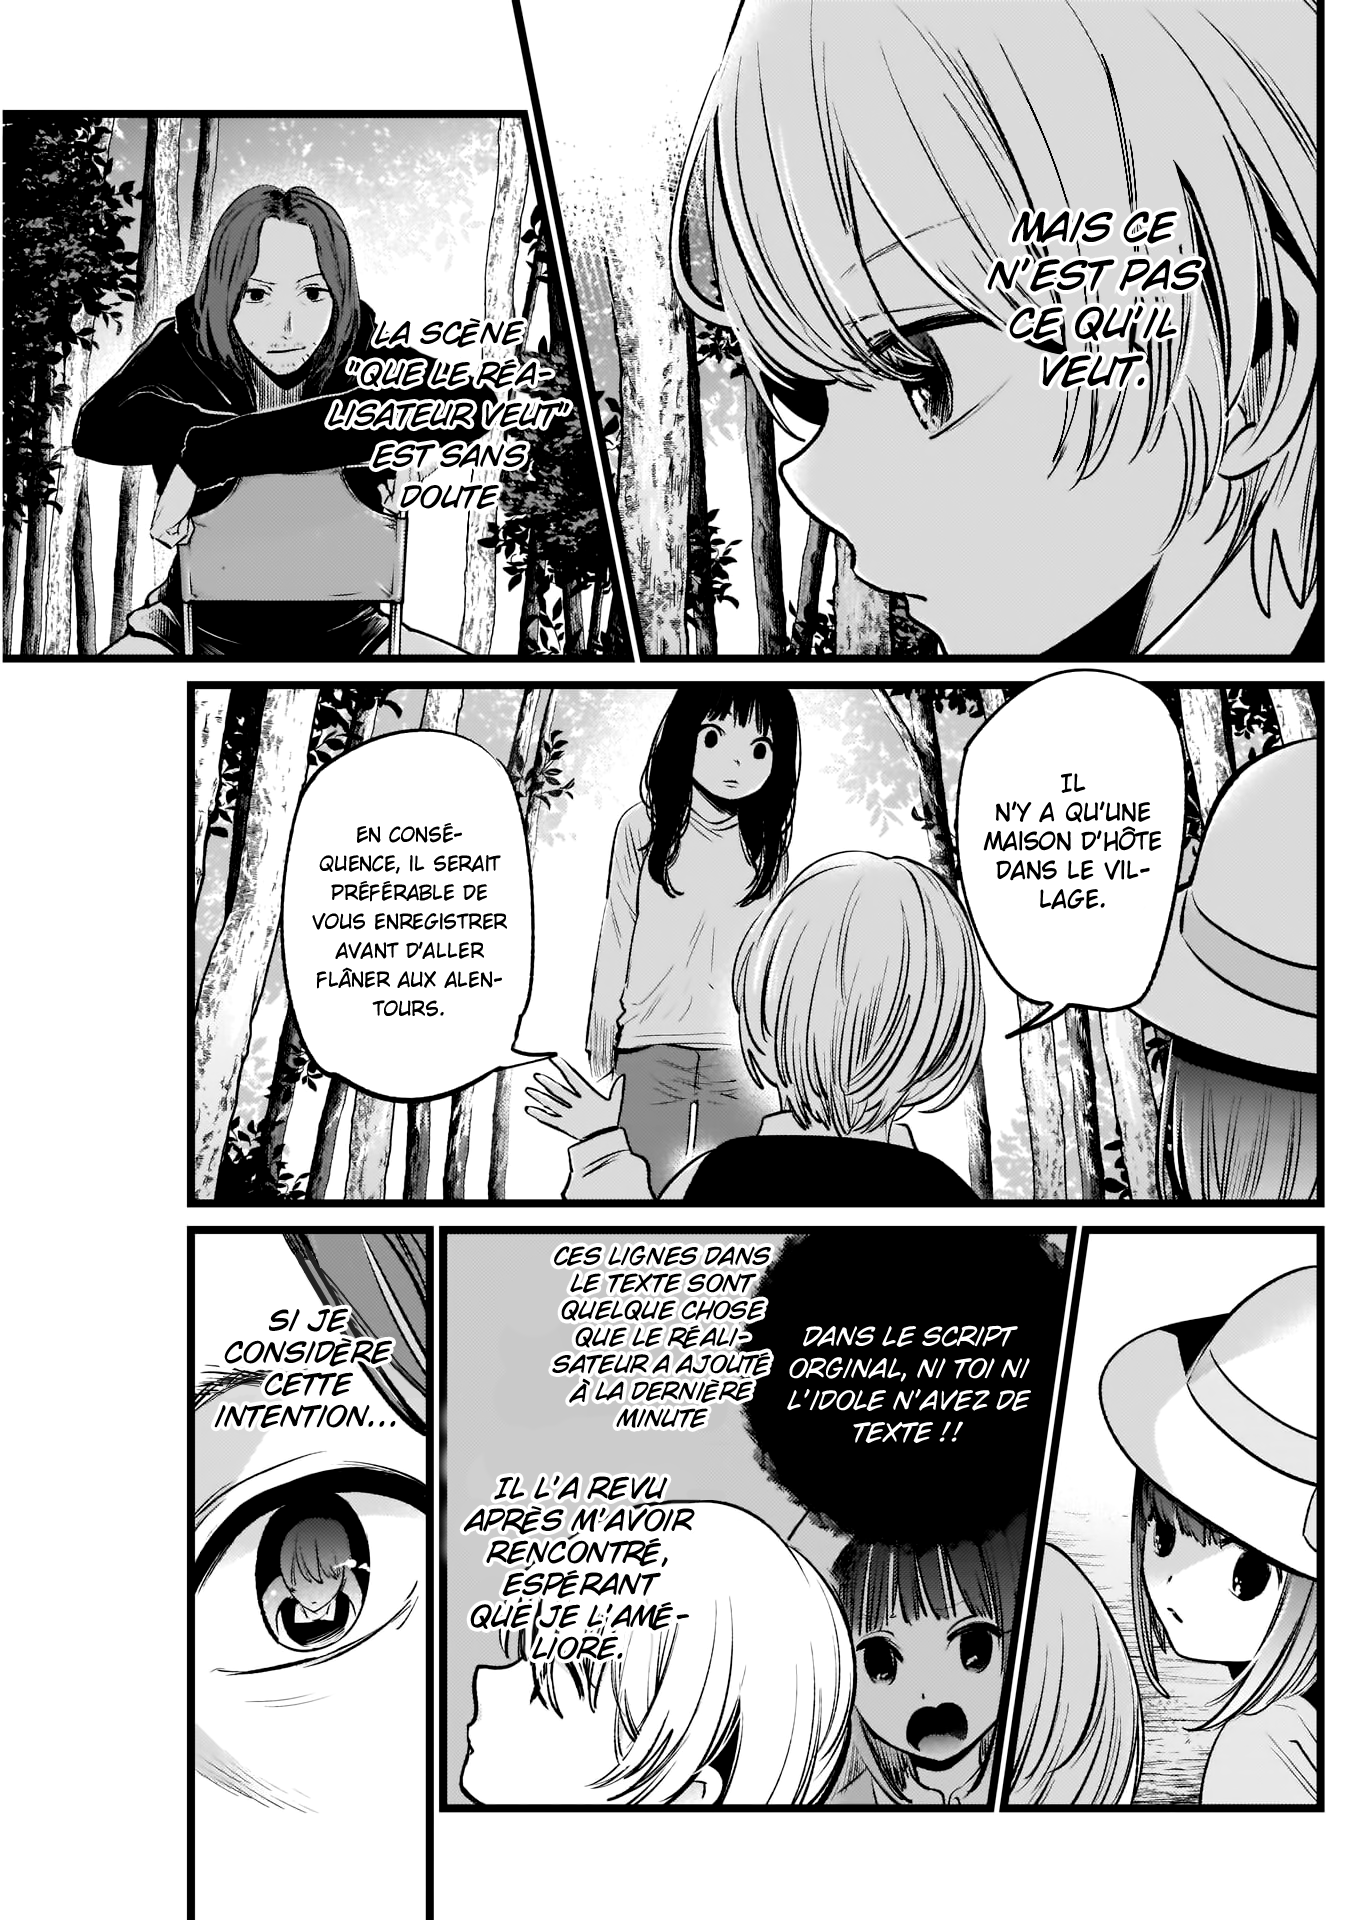 MAIS CE
N'EST PAS
CE QU'IL
VEUT.
LA SCÈNE
"QUE LE RÉA-
LISATEUR VEUT"
EST SANS
DOUTE
IL
N'Y A QU'UNE
MAISON D'HÔTE
DANS LE VIL-
LAGE.
EN CONSÉ-
QUENCE, IL SERAIT
PRÉFÉRABLE DE
VOUS ENREGISTRER
AVANT D'ALLER
FLÂNER AUX ALEN-
TOURS.
DANS LE SCRIPT
ORGINAL, NI TOI NI
L'IDOLE N'AVEZ DE
TEXTE !!
CES LIGNES DANS
LE TEXTE SONT
QUELQUE CHOSE
QUE LE RÉALI-
SATEUR A AJOUTÉ
À LA DERNIÈRE
MINUTE
IL L'A REVU
APRÈS M'AVOIR
RENCONTRÉ,
ESPÉRANT
QUE JE L'AMÉ-
LIORE.
SI JE
CONSIDÈRE
CETTE
INTENTION...